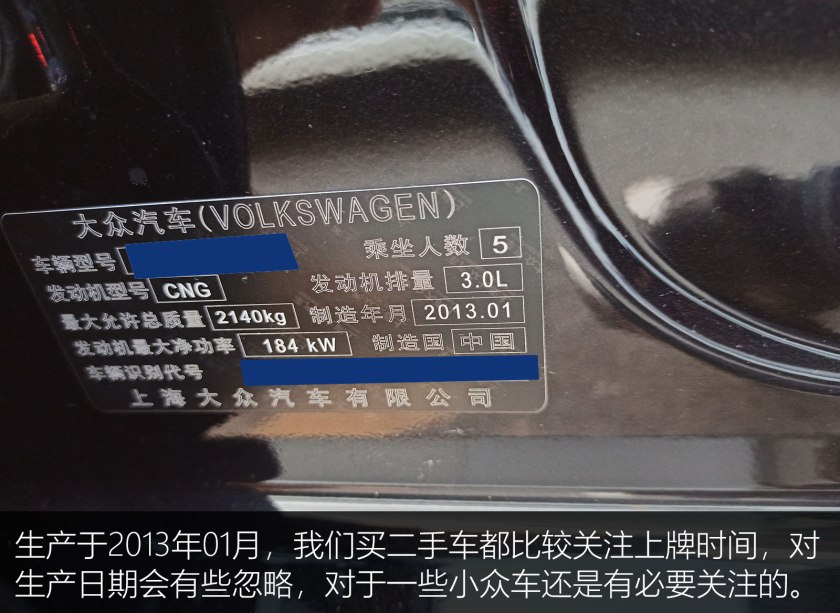 大众汽车(VOLKSWAGEN)
车辆型号 乘坐人数 5
发动机型号 CNG 发动机排量 3.0L
最大允许总质量 2140kg 制造年月 2013.01
发动机最大净功率 184 kW 制造国 中国
车辆识别代号
上海大众汽车有限公司
生产于2013年01月，我们买二手车都比较关注上牌时间，对
生产日期会有些忽略，对于一些小众车还是有必要关注的。